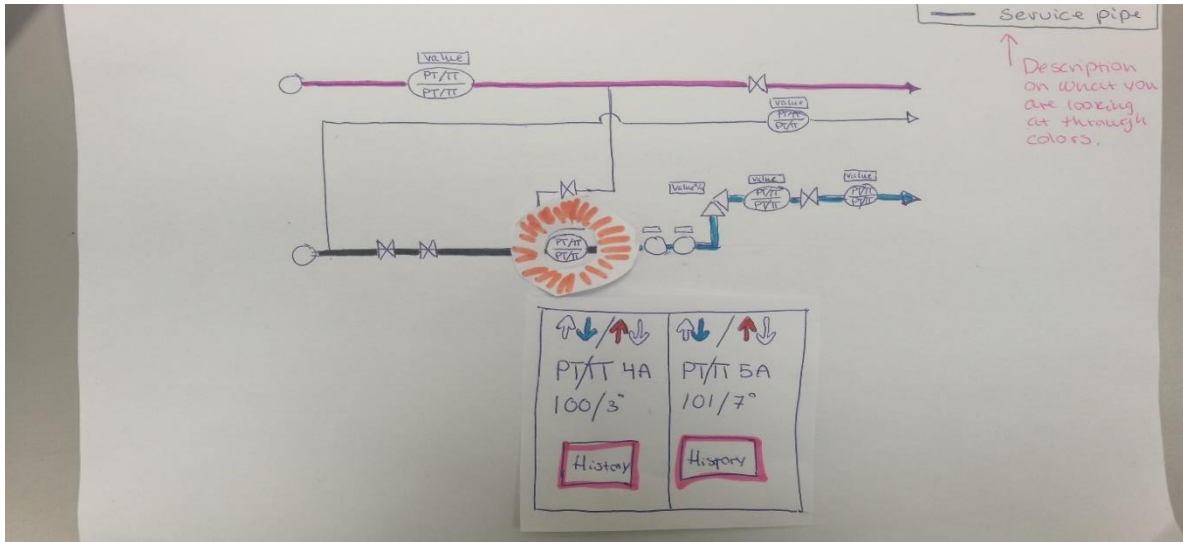 Service pipe
Description
on what you
are looking
at through
colors.
value
PT/TT
PT/TT
value
PT/TT
PT/TT
Value%
value
PT/TT
PT/TT
value
PT/TT
PT/TT
PT/TT
PT/TT
PT/TT 4A
100/3°
History
PT/TT 5A
101/7°
History